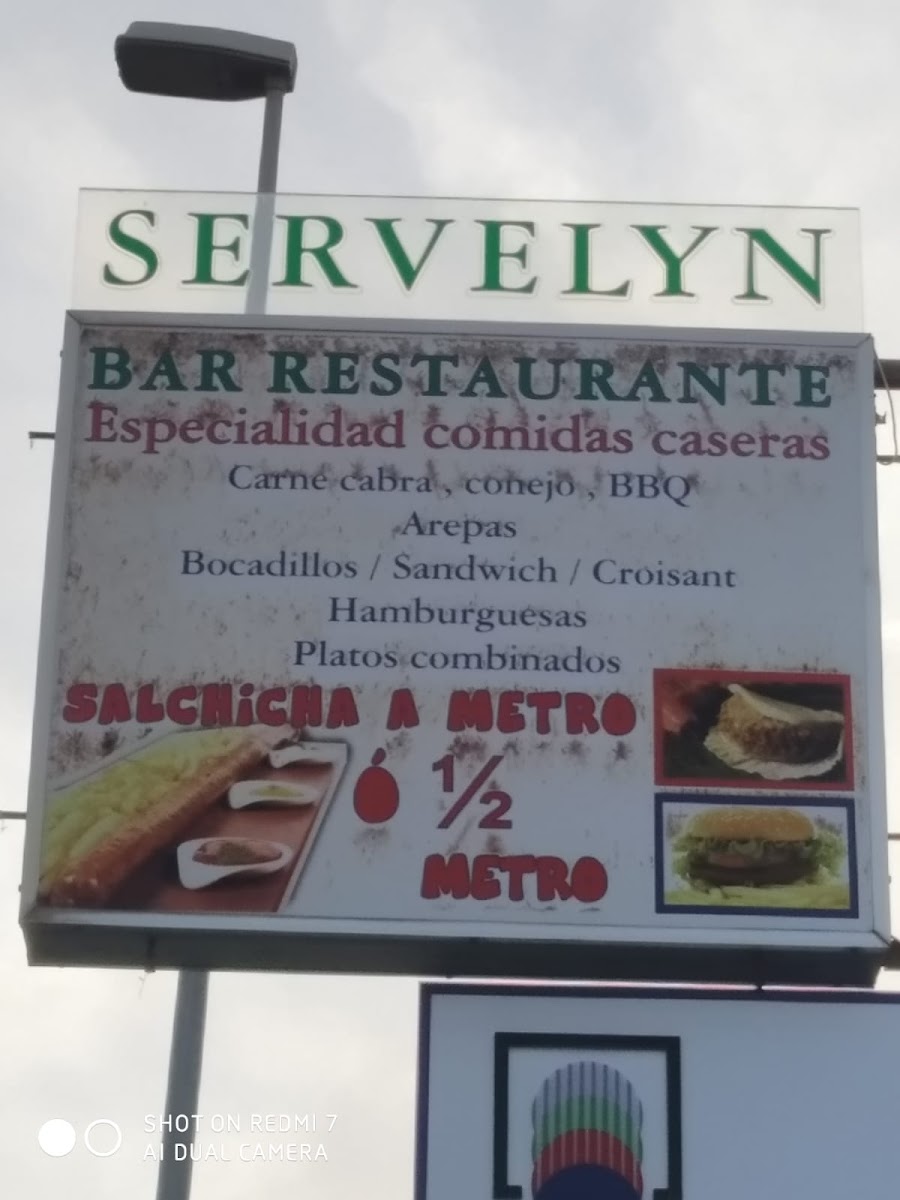 SERVELYN
BAR RESTAURANTE
Especialidad comidas caseras
Carne cabra , conejo , BBQ
Arepas
Bocadillos / Sandwich / Croisant
Hamburguesas
Platos combinados
SALCHiCHA A METRO
Ó 1/2
METRO
SHOT ON REDMI 7
AI DUAL CAMERA